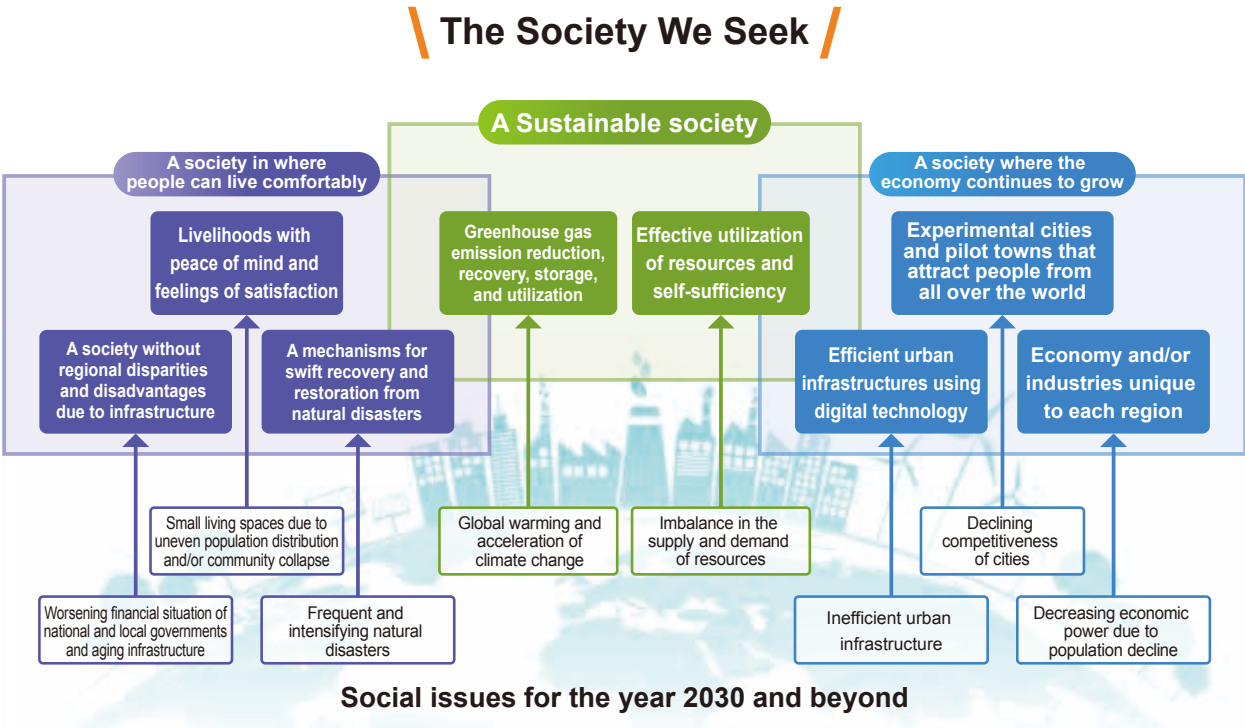 The Society We Seek
A Sustainable society
A society in where
people can live comfortably
A society where the
economy continues to grow
Livelihoods with
peace of mind and
feelings of satisfaction
Greenhouse gas
emission reduction,
recovery, storage,
and utilization
Effective utilization
of resources and
self-sufficiency
Experimental cities
and pilot towns that
attract people from
all over the world
A society without
regional disparities
and disadvantages
due to infrastructure
A mechanisms for
swift recovery and
restoration from
natural disasters
Efficient urban
infrastructures using
digital technology
Economy and/or
industries unique
to each region
Small living spaces due to
uneven population distribution
and/or community collapse
Global warming and
acceleration of
climate change
Imbalance in the
supply and demand
of resources
Declining
competitiveness
of cities
Worsening financial situation of
national and local governments
and aging infrastructure
Frequent and
intensifying natural
disasters
Inefficient urban
infrastructure
Decreasing economic
power due to
population decline
Social issues for the year 2030 and beyond